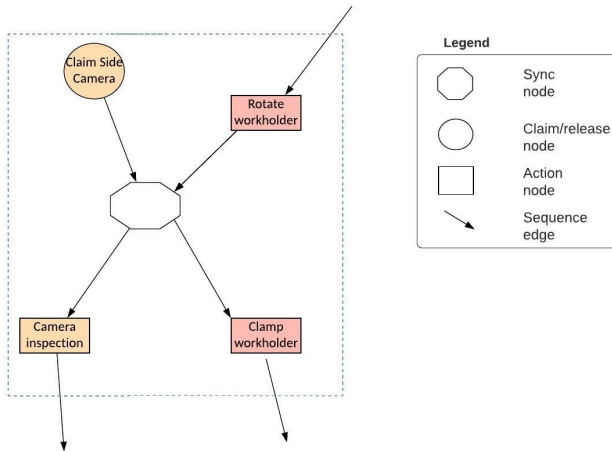 Claim Side
Camera
Rotate
workholder
Camera
inspection
Clamp
workholder
Legend
Sync
node
Claim/release
node
Action
node
Sequence
edge